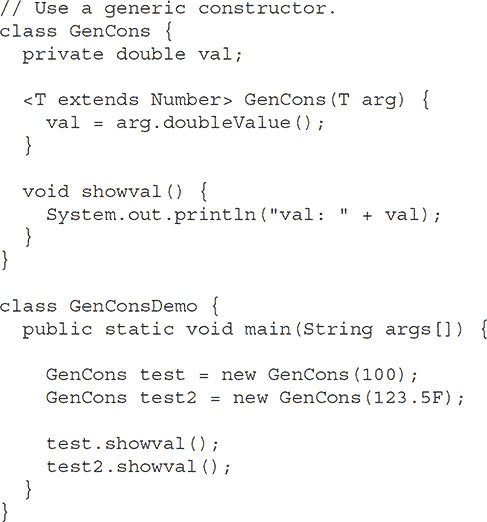 // Use a generic constructor.
class GenCons {
  private double val;

  <T extends Number> GenCons(T arg) {
    val = arg.doubleValue();
  }

  void showval() {
    System.out.println("val: " + val);
  }
}

class GenConsDemo {
  public static void main(String args[]) {

    GenCons test = new GenCons(100);
    GenCons test2 = new GenCons(123.5F);

    test.showval();
    test2.showval();
  }
}